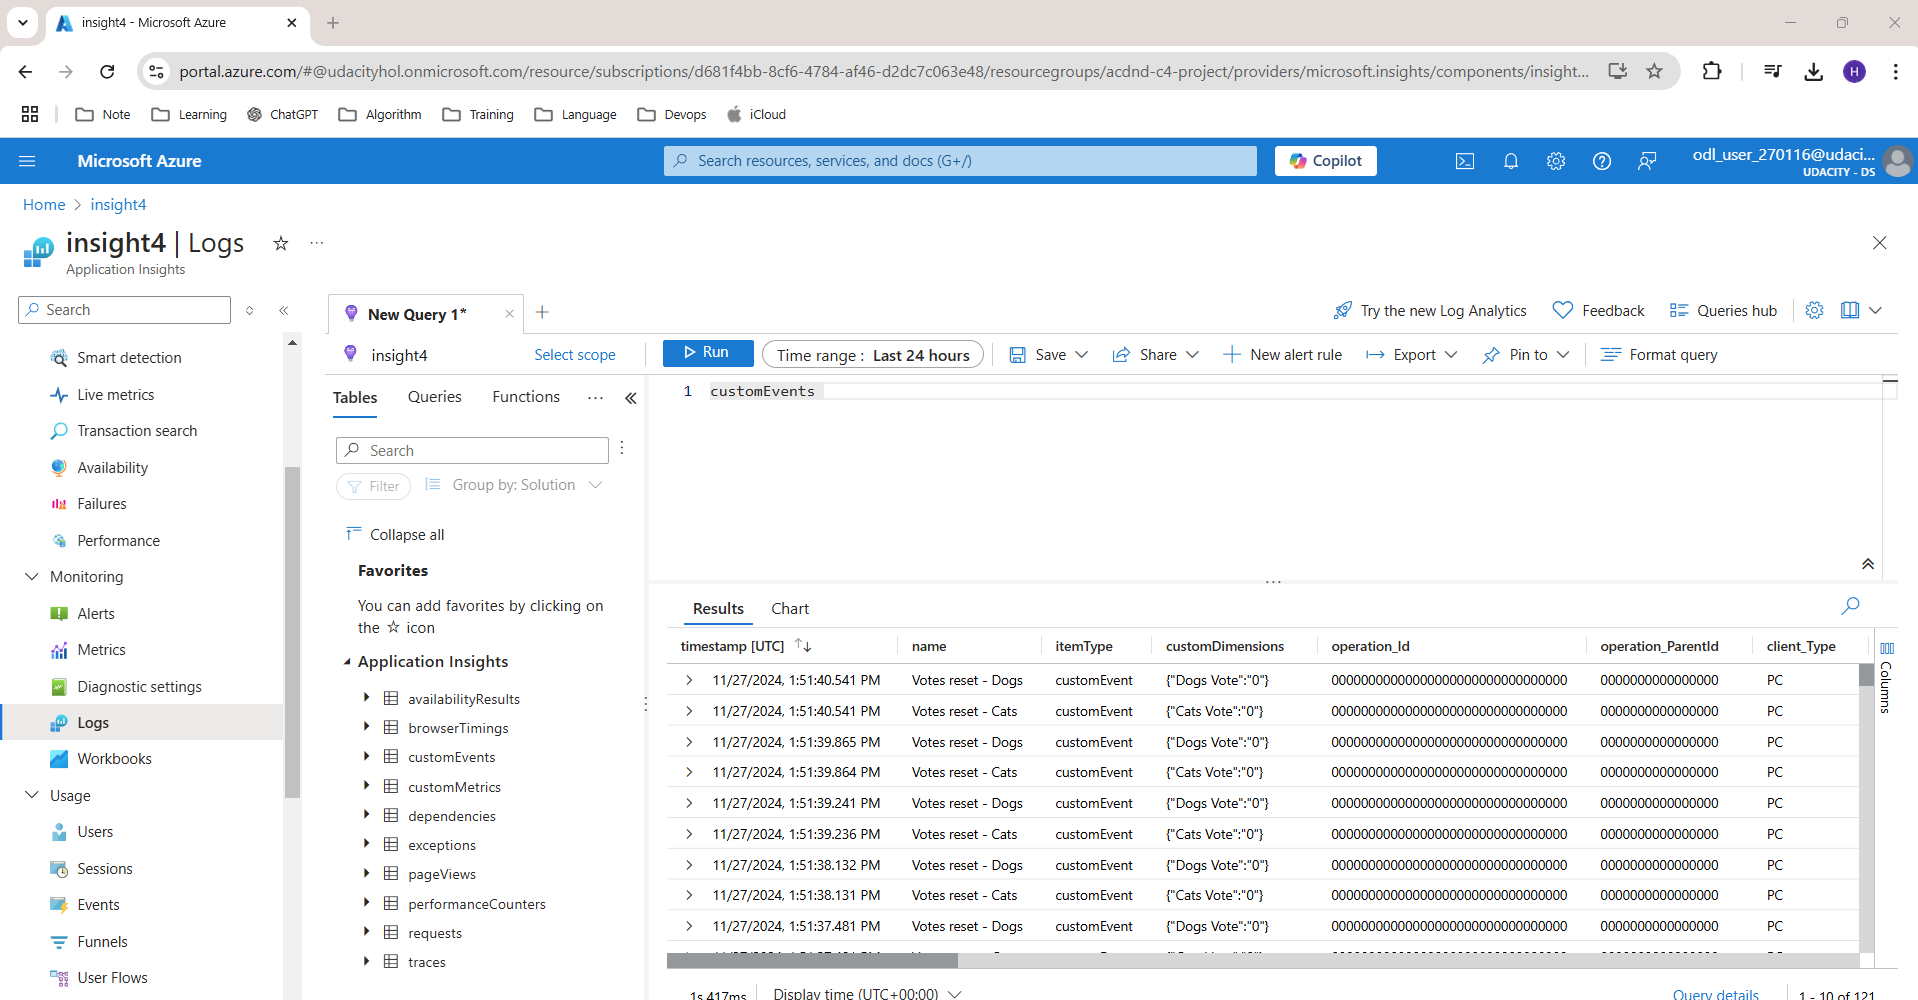 insight4 - Microsoft Azure
portal.azure.com/#@udacityhol.onmicrosoft.com/resource/subscriptions/d681f4bb-8cf6-4784-af46-d2dc7c063e48/resourcegroups/acdnd-c4-project/providers/microsoft.insights/components/insight...
H
Note Learning ChatGPT Algorithm Training Language Devops iCloud
Microsoft Azure
Search resources, services, and docs (G+/)
Copilot
odl_user_270116@udaci...
UDACITY - DS
Home > insight4
insight4 | Logs
Application Insights
Search
Smart detection
Live metrics
Transaction search
Availability
Failures
Performance
Monitoring
Alerts
Metrics
Diagnostic settings
Logs
Workbooks
Usage
Users
Sessions
Events
Funnels
User Flows
New Query 1*
Try the new Log Analytics Feedback Queries hub
insight4 Select scope
Run Time range : Last 24 hours Save Share New alert rule Export Pin to Format query
Tables Queries Functions
Search
Filter Group by: Solution
Collapse all
Favorites
You can add favorites by clicking on
the ☆ icon
Application Insights
availabilityResults
browserTimings
customEvents
customMetrics
dependencies
exceptions
pageViews
performanceCounters
requests
traces
1 customEvents
Results Chart
timestamp [UTC] name itemType customDimensions operation_Id operation_ParentId client_Type
11/27/2024, 1:51:40.541 PM Votes reset - Dogs customEvent {"Dogs Vote":"0"} 00000000000000000000000000000000 0000000000000000 PC
11/27/2024, 1:51:40.541 PM Votes reset - Cats customEvent {"Cats Vote":"0"} 00000000000000000000000000000000 0000000000000000 PC
11/27/2024, 1:51:39.865 PM Votes reset - Dogs customEvent {"Dogs Vote":"0"} 00000000000000000000000000000000 0000000000000000 PC
11/27/2024, 1:51:39.864 PM Votes reset - Cats customEvent {"Cats Vote":"0"} 00000000000000000000000000000000 0000000000000000 PC
11/27/2024, 1:51:39.241 PM Votes reset - Dogs customEvent {"Dogs Vote":"0"} 00000000000000000000000000000000 0000000000000000 PC
11/27/2024, 1:51:39.236 PM Votes reset - Cats customEvent {"Cats Vote":"0"} 00000000000000000000000000000000 0000000000000000 PC
11/27/2024, 1:51:38.132 PM Votes reset - Dogs customEvent {"Dogs Vote":"0"} 00000000000000000000000000000000 0000000000000000 PC
11/27/2024, 1:51:38.131 PM Votes reset - Cats customEvent {"Cats Vote":"0"} 00000000000000000000000000000000 0000000000000000 PC
11/27/2024, 1:51:37.481 PM Votes reset - Dogs customEvent {"Dogs Vote":"0"} 00000000000000000000000000000000 0000000000000000 PC
Columns
1s 417ms Display time (UTC+00:00) Query details 1 - 10 of 121